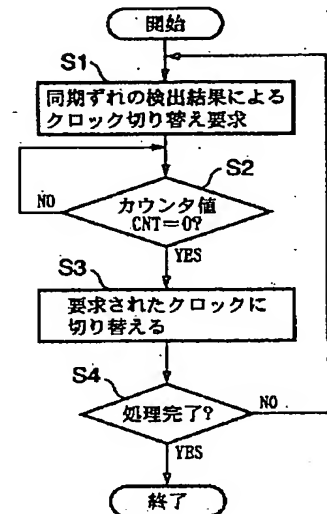 開始
S1
同期ずれの検出結果による
クロック切り替え要求
S2
カウンタ値
CNT=0?
NO
YES
S3
要求されたクロックに
切り替える
S4
処理完了?
NO
YES
終了